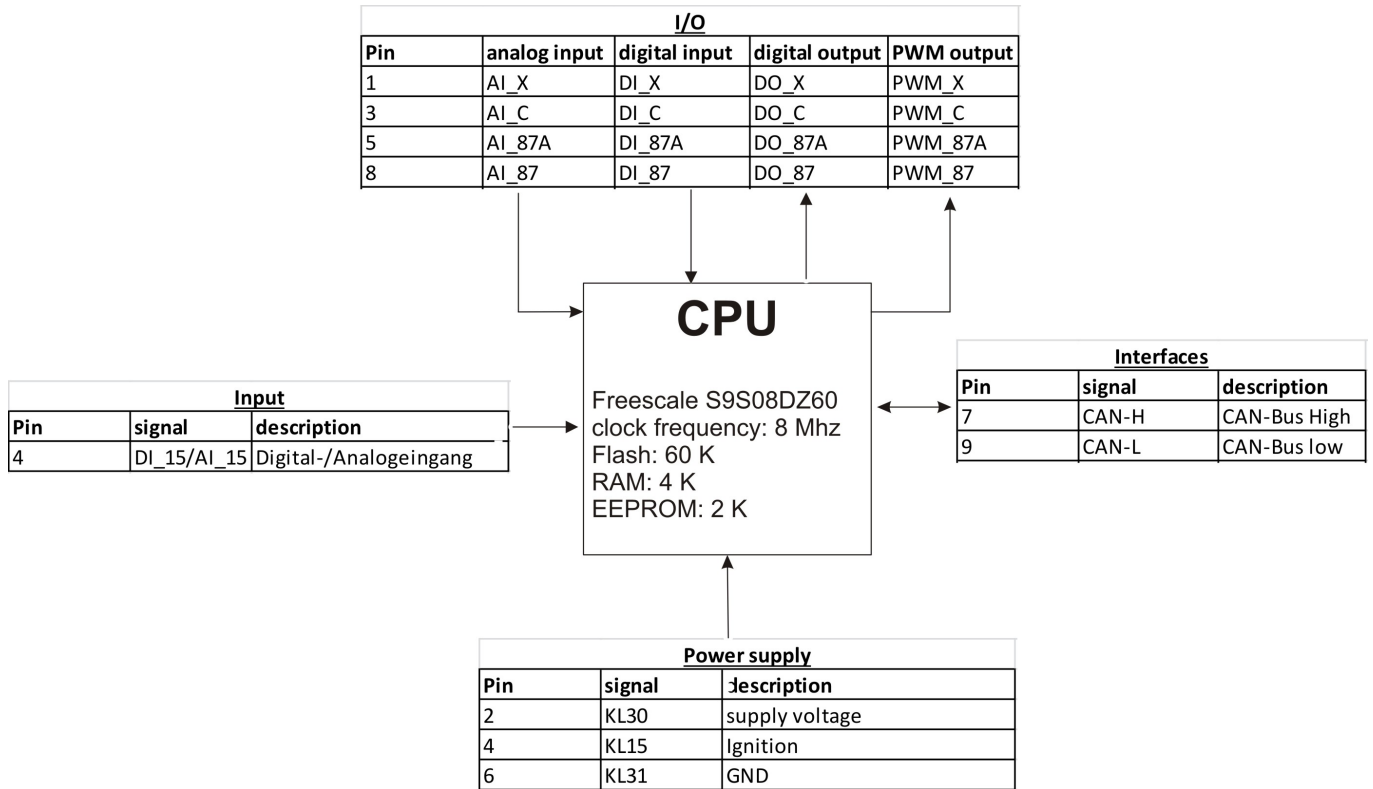 I/O
Pin analog input digital input digital output PWM output
1 AI_X DI_X DO_X PWM_X
3 AI_C DI_C DO_C PWM_C
5 AI_87A DI_87A DO_87A PWM_87A
8 AI_87 DI_87 DO_87 PWM_87
CPU
Freescale S9S08DZ60
clock frequency: 8 Mhz
Flash: 60 K
RAM: 4 K
EEPROM: 2 K
Input
Pin signal description
4 DI_15/AI_15 Digital-/Analogeingang
Interfaces
Pin signal description
7 CAN-H CAN-Bus High
9 CAN-L CAN-Bus low
Power supply
Pin signal description
2 KL30 supply voltage
4 KL15 Ignition
6 KL31 GND